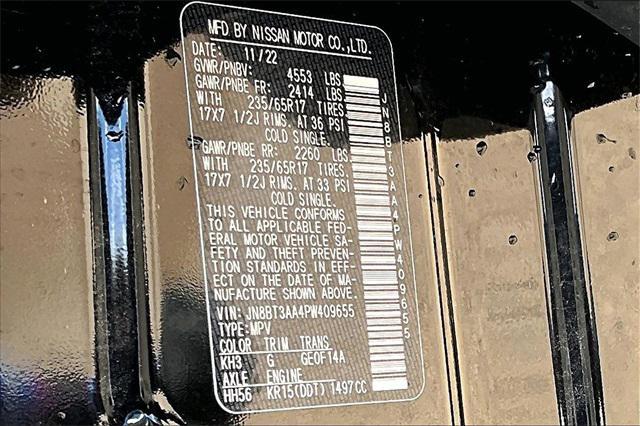 MFD BY NISSAN MOTOR CO.,LTD.
DATE: 11/22
GVWR/PNBV: 4553 LBS
GAWR/PNBE FR: 2414 LBS
WITH 235/65R17 TIRES.
17X7 1/2J RIMS. AT 36 PSI
COLD SINGLE.
GAWR/PNBE RR: 2260 LBS
WITH 235/65R17 TIRES.
17X7 1/2J RIMS. AT 33 PSI
COLD SINGLE.
THIS VEHICLE CONFORMS
TO ALL APPLICABLE FED-
ERAL MOTOR VEHICLE SA-
FETY AND THEFT PREVEN-
TION STANDARDS IN EFF-
ECT ON THE DATE OF MA-
NUFACTURE SHOWN ABOVE.
VIN: JN8BT3AA4PW409655
TYPE: MPV
COLOR TRIM TRANS
KH3 G GE0F14A
AXLE ENGINE
HH56 KR15(DDT) 1497CC
JN8BT3AA4PW409655